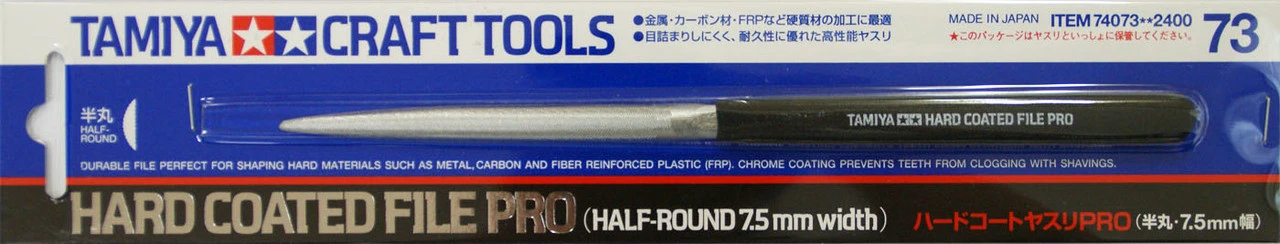 TAMIYA CRAFT TOOLS
●金属・カーボン材・FRPなど硬質材の加工に最適
●目詰まりしにくく、耐久性に優れた高性能ヤスリ
MADE IN JAPAN ITEM 74073**2400
★このパッケージはヤスリといっしょに保管してください。
73
半丸
HALF-
ROUND
TAMIYA HARD COATED FILE PRO
DURABLE FILE PERFECT FOR SHAPING HARD MATERIALS SUCH AS METAL, CARBON AND FIBER REINFORCED PLASTIC (FRP). CHROME COATING PREVENTS TEETH FROM CLOGGING WITH SHAVINGS.
HARD COATED FILE PRO (HALF-ROUND 7.5 mm width) ハードコートヤスリPRO (半丸・7.5mm幅)